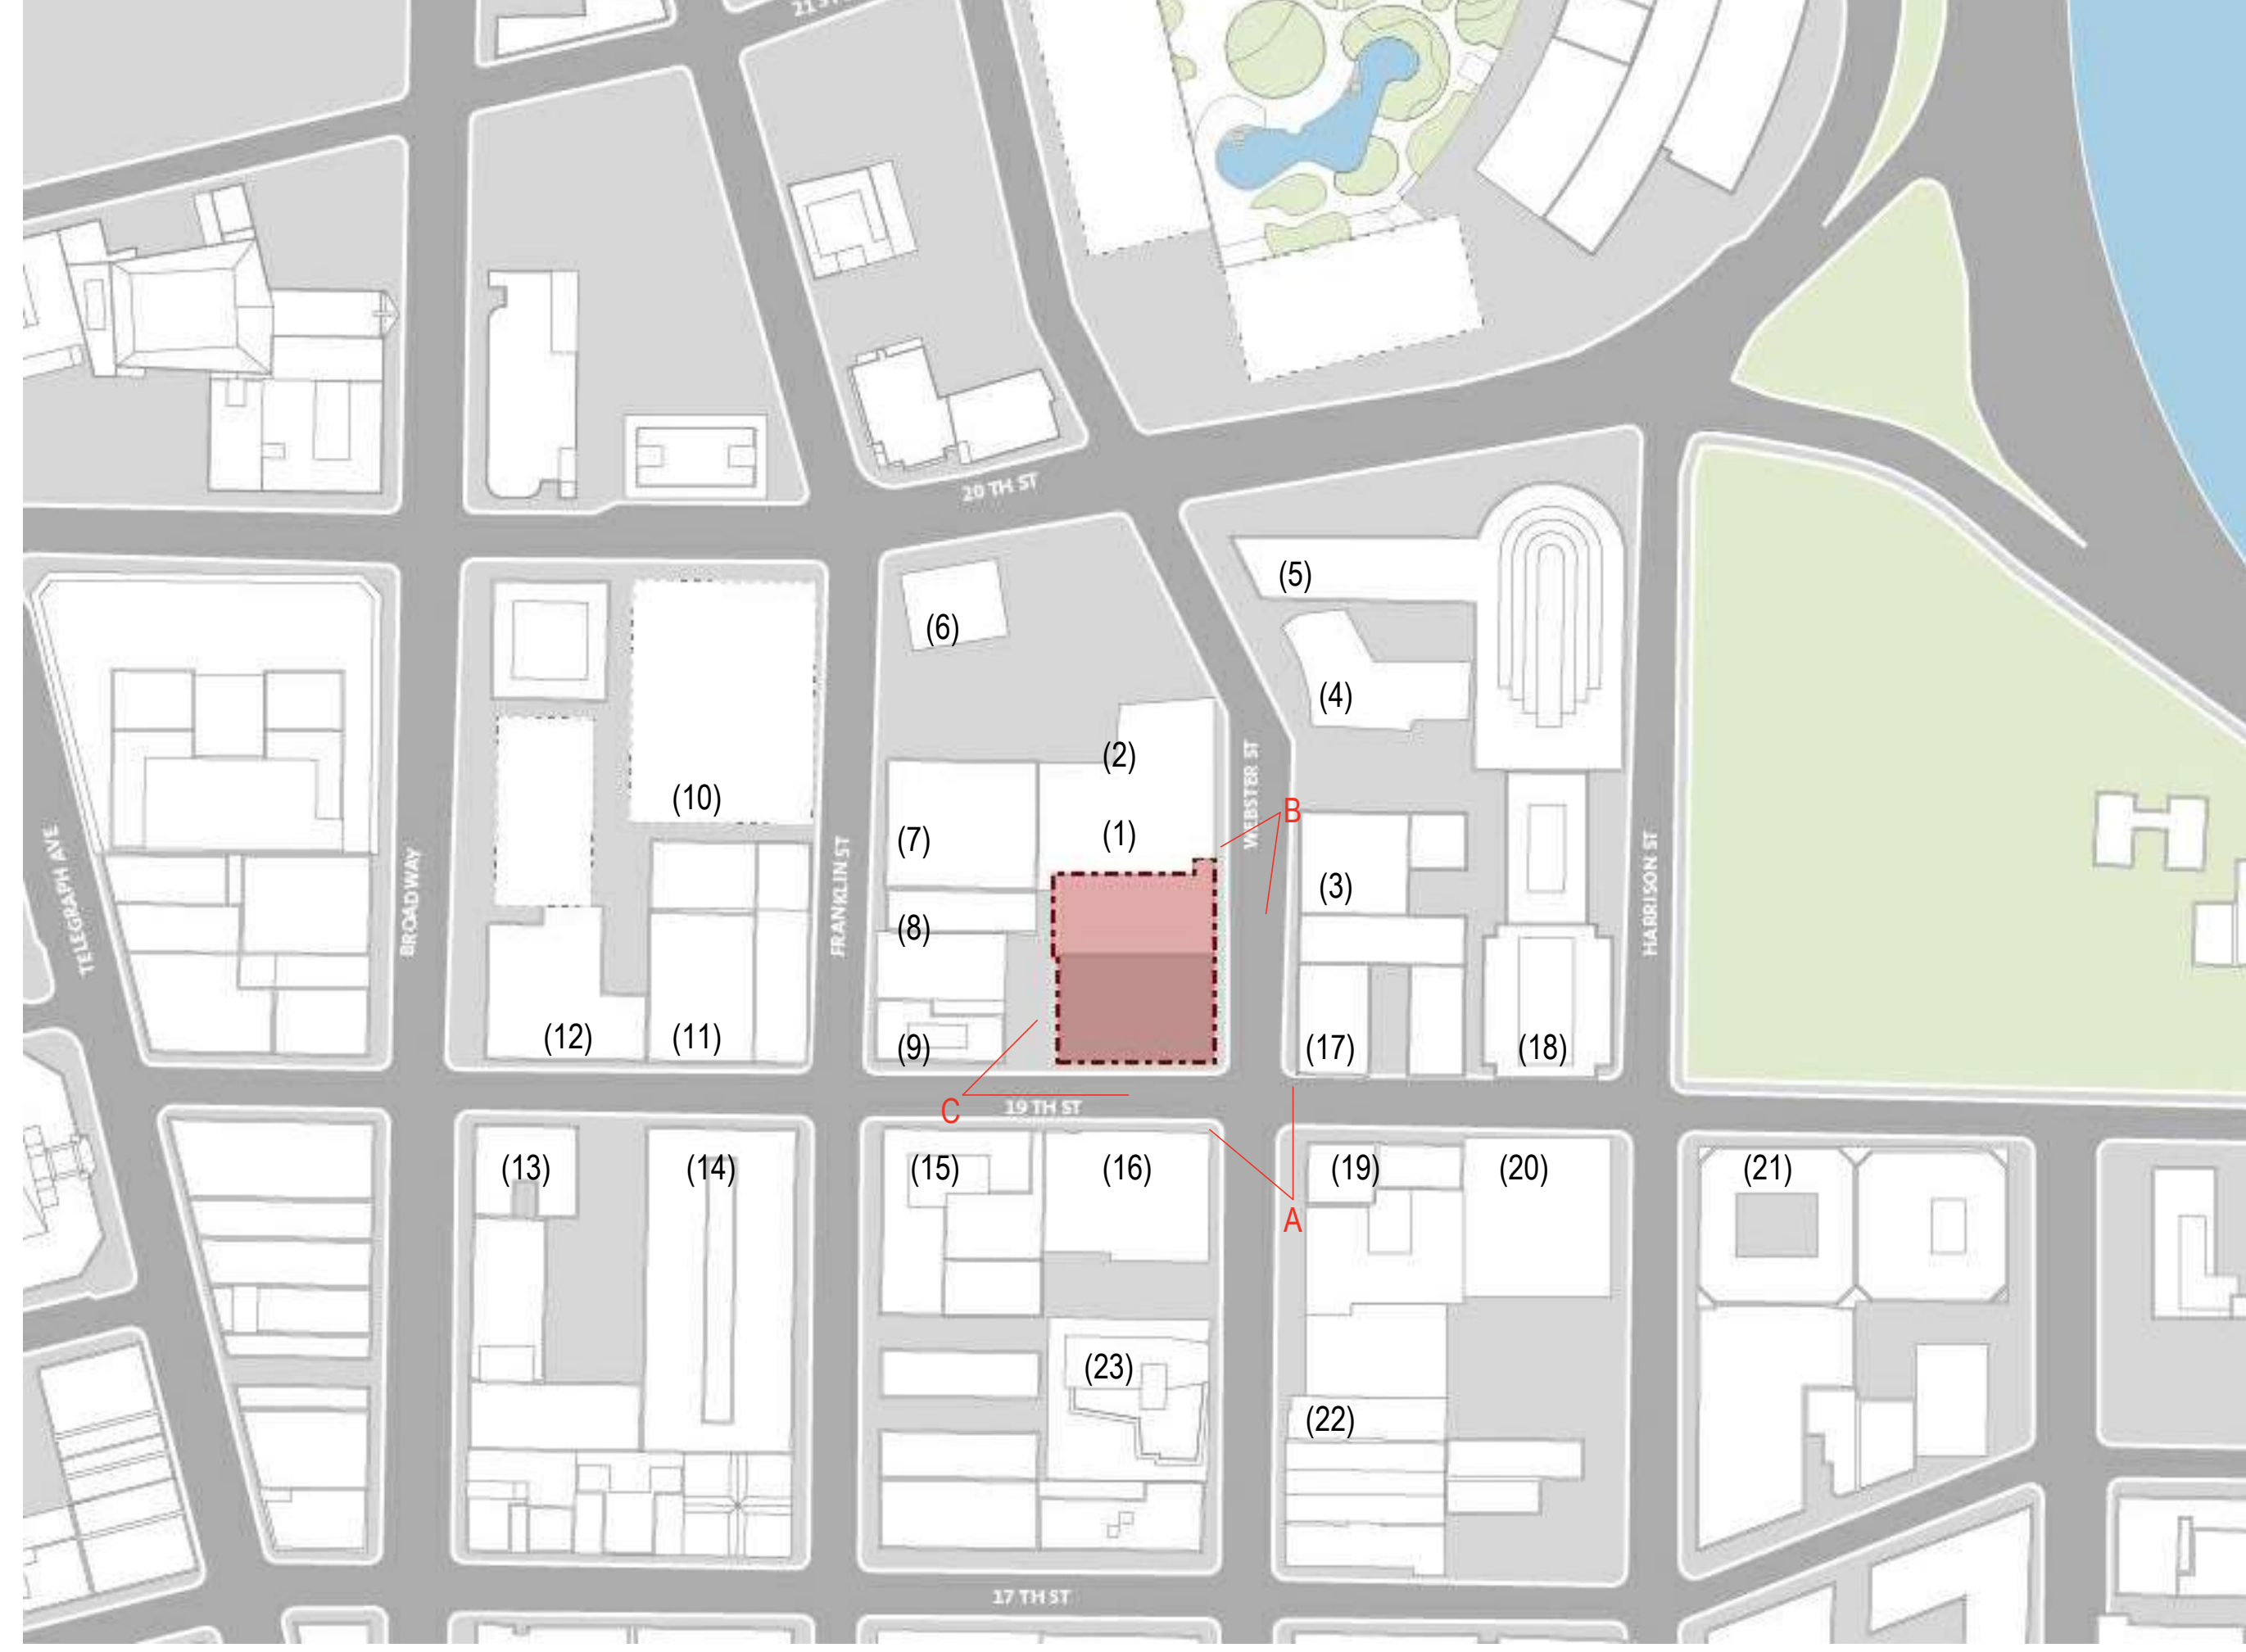 20 TH ST
(5)
(6)
(4)
(2)
(10)
WEBSTER ST
B
(1)
(7)
TELEGRAPH AVE
BROADWAY
FRANKLIN ST
HARRISON ST
(3)
(8)
(12)
(11)
(9)
(17)
(18)
C
19 TH ST
(13)
(14)
(15)
(16)
(19)
(20)
(21)
A
(23)
(22)
17 TH ST